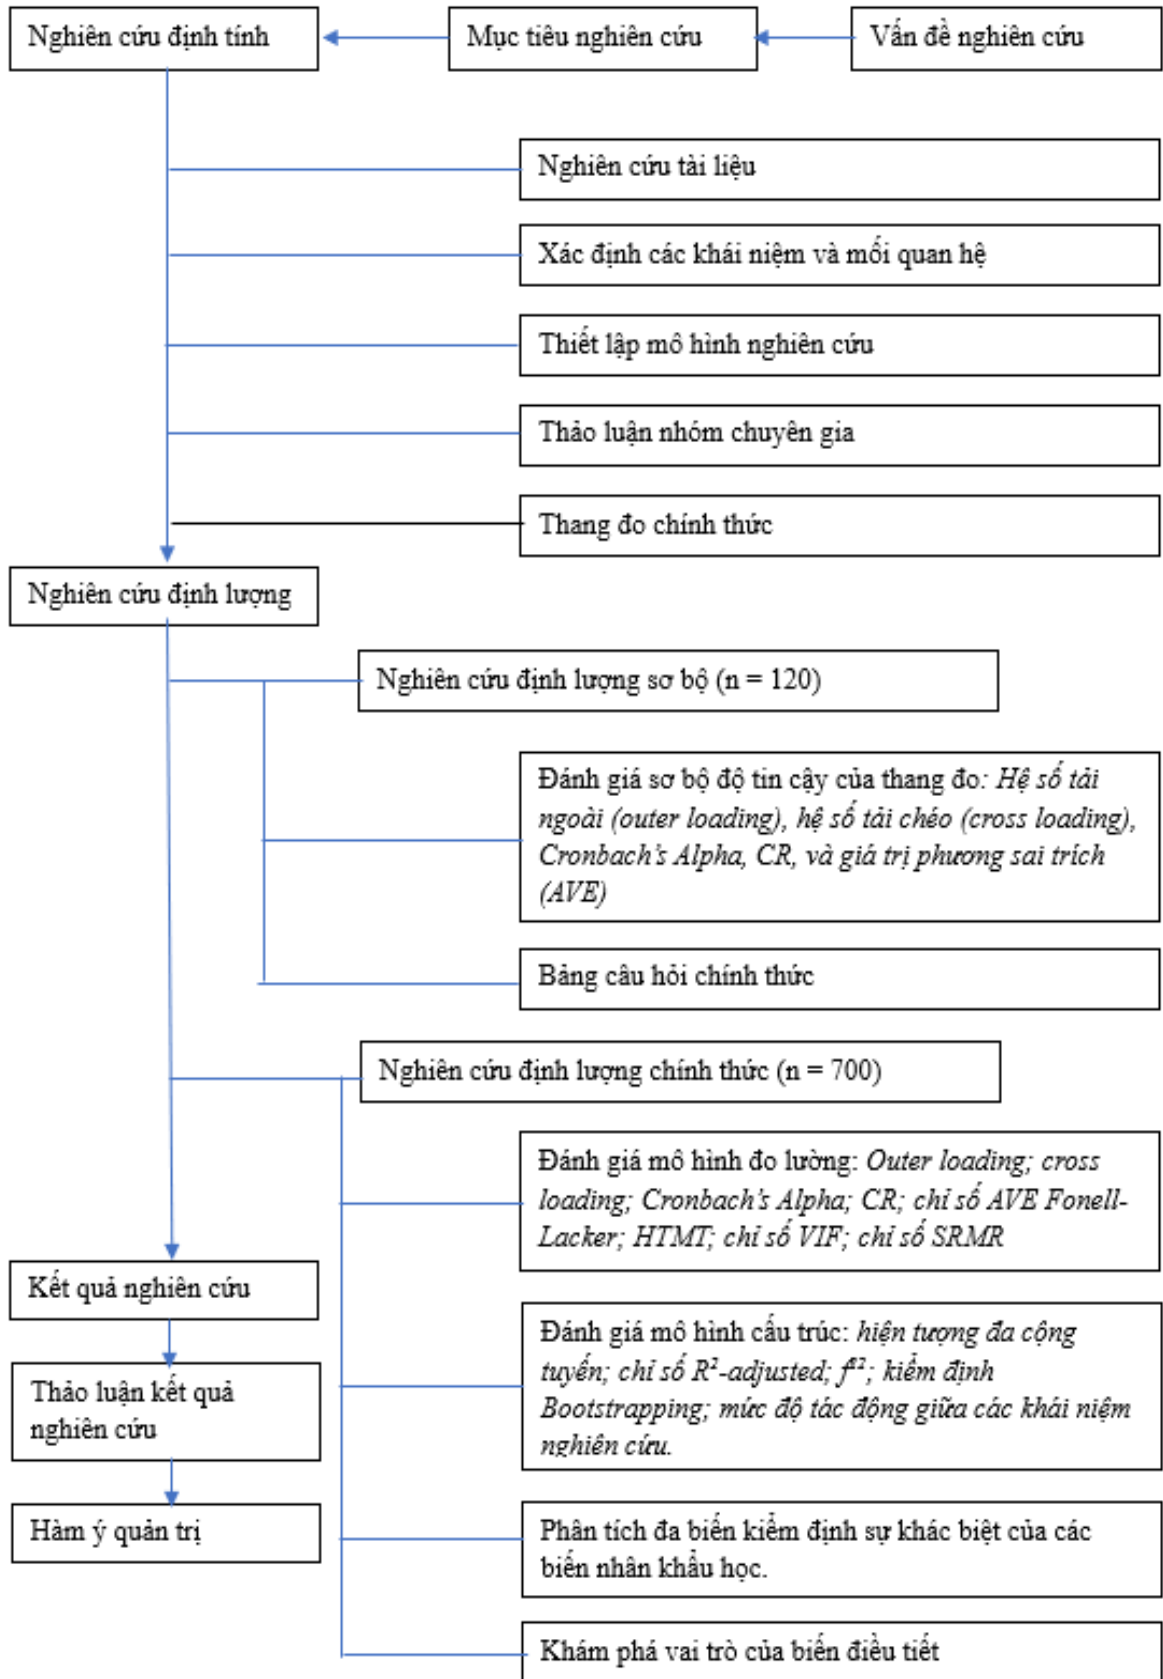 Nghiên cứu định tính
Mục tiêu nghiên cứu
Vấn đề nghiên cứu
Nghiên cứu tài liệu
Xác định các khái niệm và mối quan hệ
Thiết lập mô hình nghiên cứu
Thảo luận nhóm chuyên gia
Thang đo chính thức
Nghiên cứu định lượng
Nghiên cứu định lượng sơ bộ (n = 120)
Đánh giá sơ bộ độ tin cậy của thang đo: Hệ số tải
ngoài (outer loading), hệ số tải chéo (cross loading),
Cronbach's Alpha, CR, và giá trị phương sai trích
(AVE)
Bảng câu hỏi chính thức
Nghiên cứu định lượng chính thức (n = 700)
Đánh giá mô hình đo lường: Outer loading; cross
loading; Cronbach's Alpha; CR; chỉ số AVE Fonell-
Lacker; HTMT; chỉ số VIF; chỉ số SRMR
Kết quả nghiên cứu
Đánh giá mô hình cấu trúc: hiện tượng đa cộng
tuyến; chỉ số R²-adjusted; f²; kiểm định
Bootstrapping; mức độ tác động giữa các khái niệm
nghiên cứu.
Thảo luận kết quả
nghiên cứu
Hàm ý quản trị
Phân tích đa biến kiểm định sự khác biệt của các
biến nhân khẩu học.
Khám phá vai trò của biến điều tiết